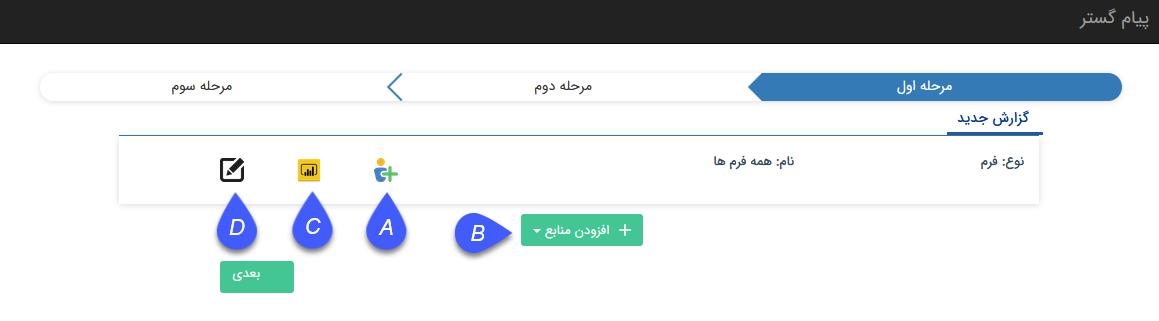 پیام گستر
مرحله اول
مرحله دوم
مرحله سوم
گزارش جدید
نوع: فرم
نام: همه فرم ها
A
C
D
+ افزودن منابع
B
بعدی